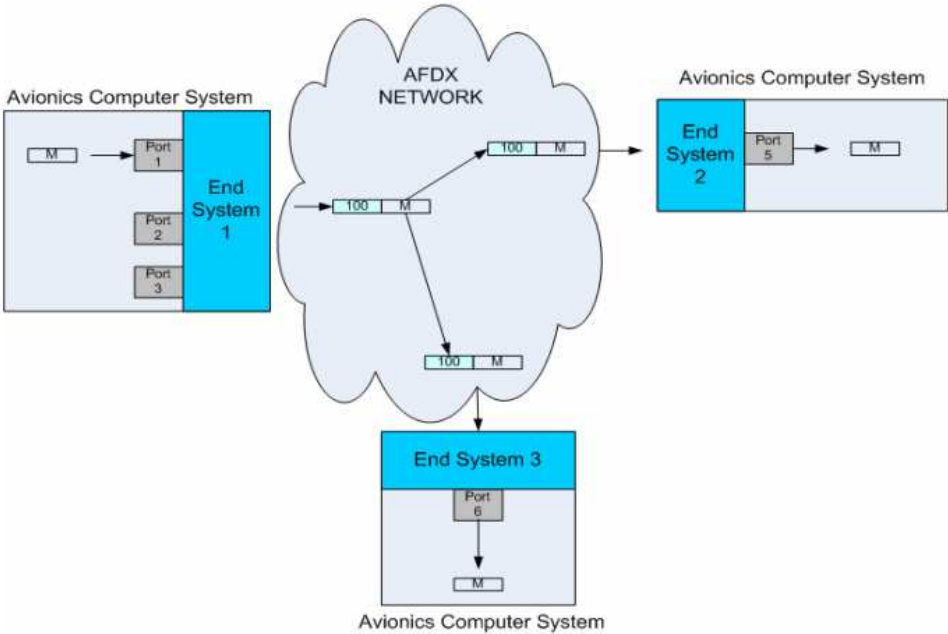 AFDX
NETWORK
Avionics Computer System
M
Port
1
End
System
1
Port
2
Port
3
100 M
100 M
100 M
Avionics Computer System
End
System
2
Port
5
M
End System 3
Port
6
M
Avionics Computer System